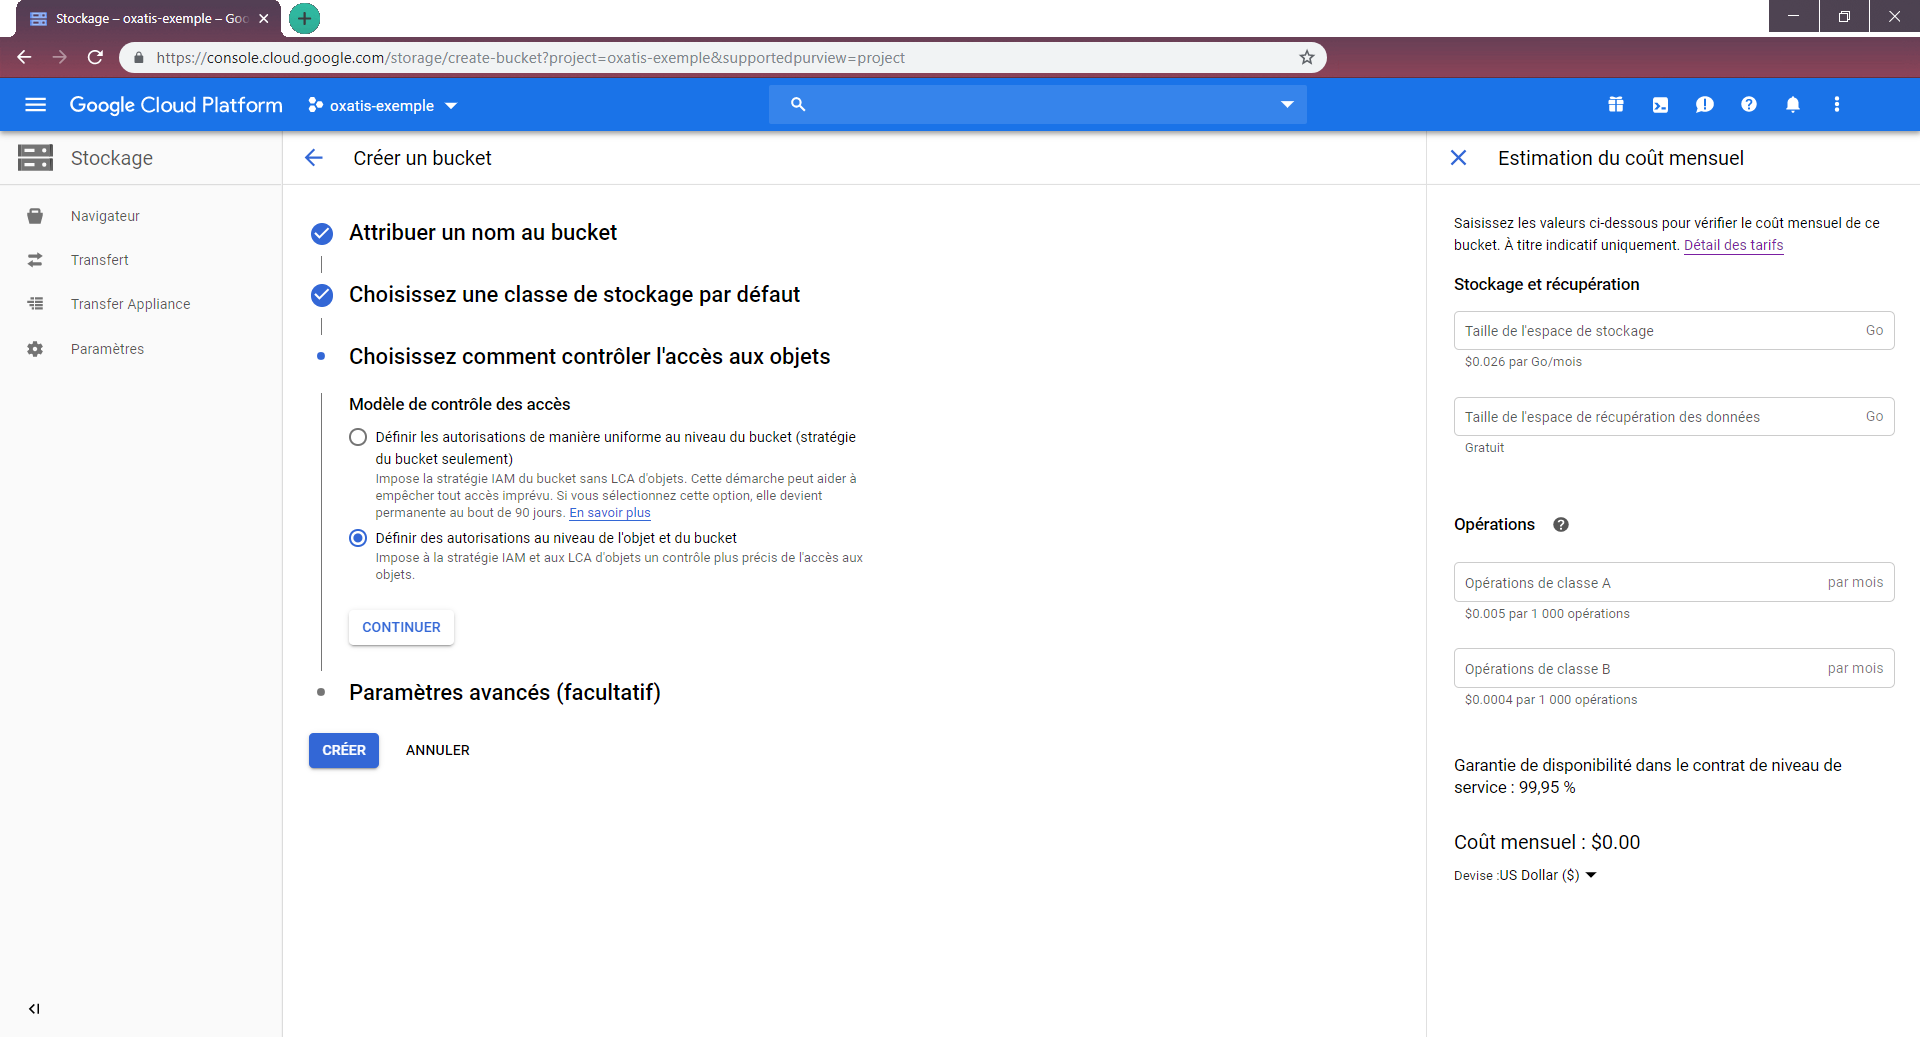 Stockage – oxatis-exemple – Goo
https://console.cloud.google.com/storage/create-bucket?project=oxatis-exemple&supportedpurview=project
Google Cloud Platform
oxatis-exemple
Stockage
Navigateur
Transfert
Transfer Appliance
Paramètres
Créer un bucket
Attribuer un nom au bucket
Choisissez une classe de stockage par défaut
Choisissez comment contrôler l'accès aux objets
Modèle de contrôle des accès
Définir les autorisations de manière uniforme au niveau du bucket (stratégie
du bucket seulement)
Impose la stratégie IAM du bucket sans LCA d'objets. Cette démarche peut aider à
empêcher tout accès imprévu. Si vous sélectionnez cette option, elle devient
permanente au bout de 90 jours. En savoir plus
Définir des autorisations au niveau de l'objet et du bucket
Impose à la stratégie IAM et aux LCA d'objets un contrôle plus précis de l'accès aux
objets.
CONTINUER
Paramètres avancés (facultatif)
CRÉER
ANNULER
Estimation du coût mensuel
Saisissez les valeurs ci-dessous pour vérifier le coût mensuel de ce
bucket. À titre indicatif uniquement. Détail des tarifs
Stockage et récupération
Taille de l'espace de stockage Go
$0.026 par Go/mois
Taille de l'espace de récupération des données Go
Gratuit
Opérations
Opérations de classe A par mois
$0.005 par 1 000 opérations
Opérations de classe B par mois
$0.0004 par 1 000 opérations
Garantie de disponibilité dans le contrat de niveau de
service : 99,95 %
Coût mensuel : $0.00
Devise :US Dollar ($)